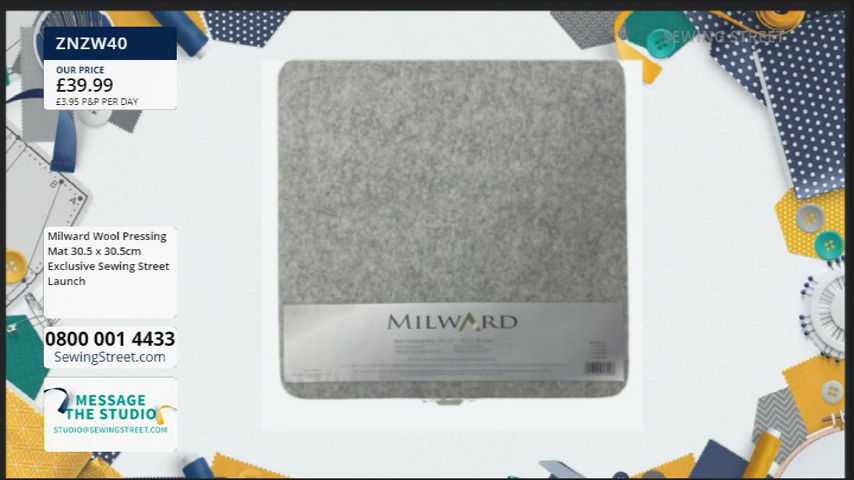 SEWING STREET
ZNZW40
OUR PRICE
£39.99
£3.95 P&P PER DAY
Milward Wool Pressing
Mat 30.5 x 30.5cm
Exclusive Sewing Street
Launch
0800 001 4433
SewingStreet.com
MESSAGE
THE STUDIO
STUDIO@SEWINGSTREET.COM
MILWARD